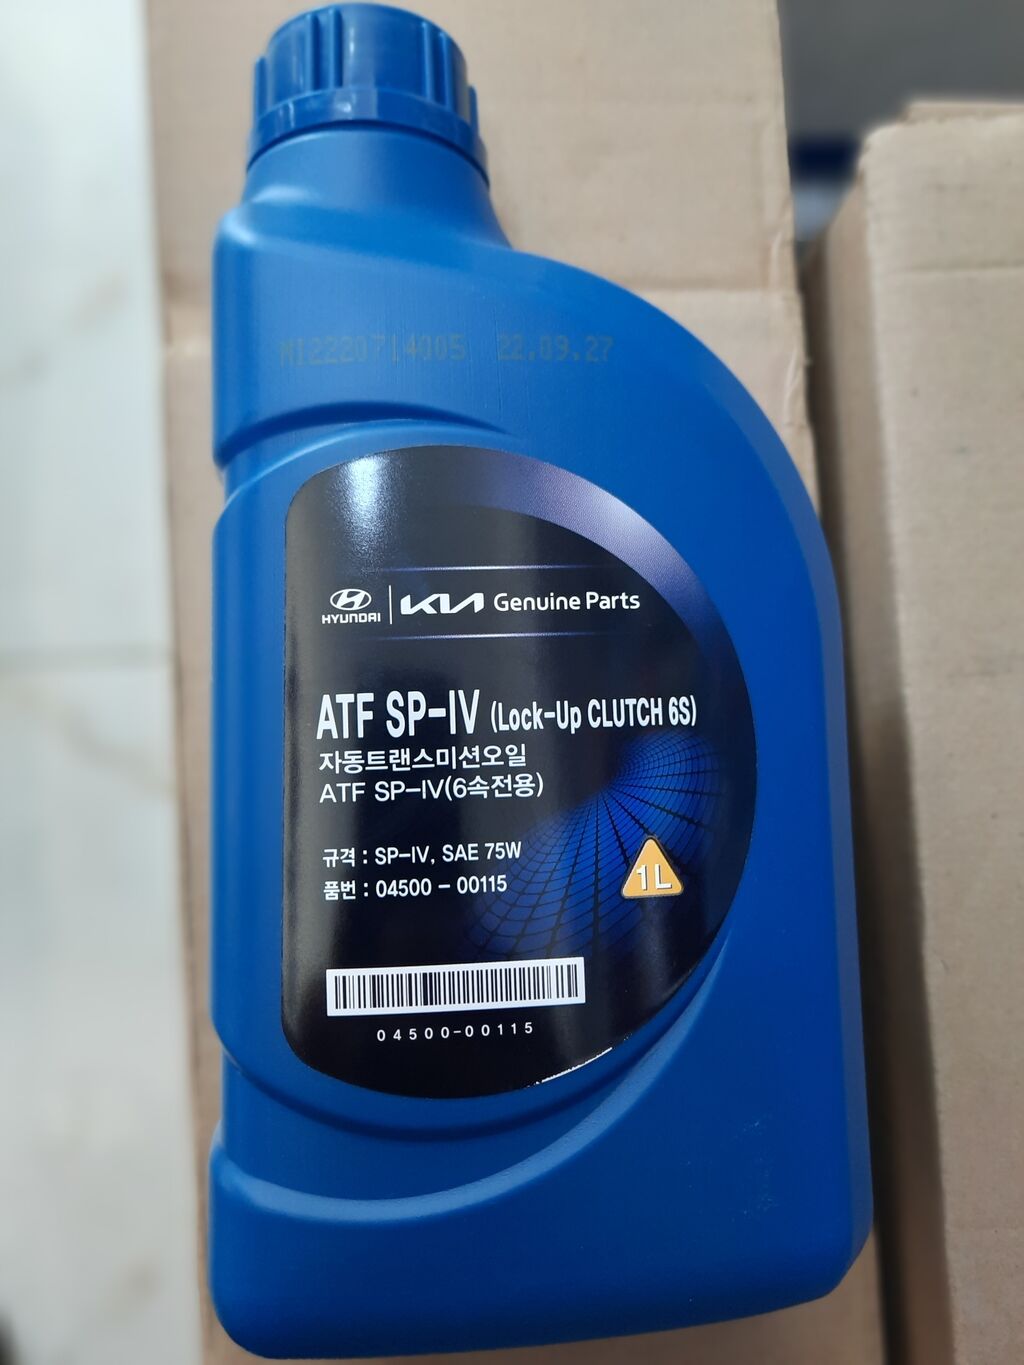 MI2220714005 22.09.27
HYUNDAI KIA Genuine Parts
ATF SP-IV (Lock-Up CLUTCH 6S)
자동트랜스미션오일
ATF SP-IV(6속전용)
규격 : SP-IV, SAE 75W
품번 : 04500 - 00115
1L
04500-00115